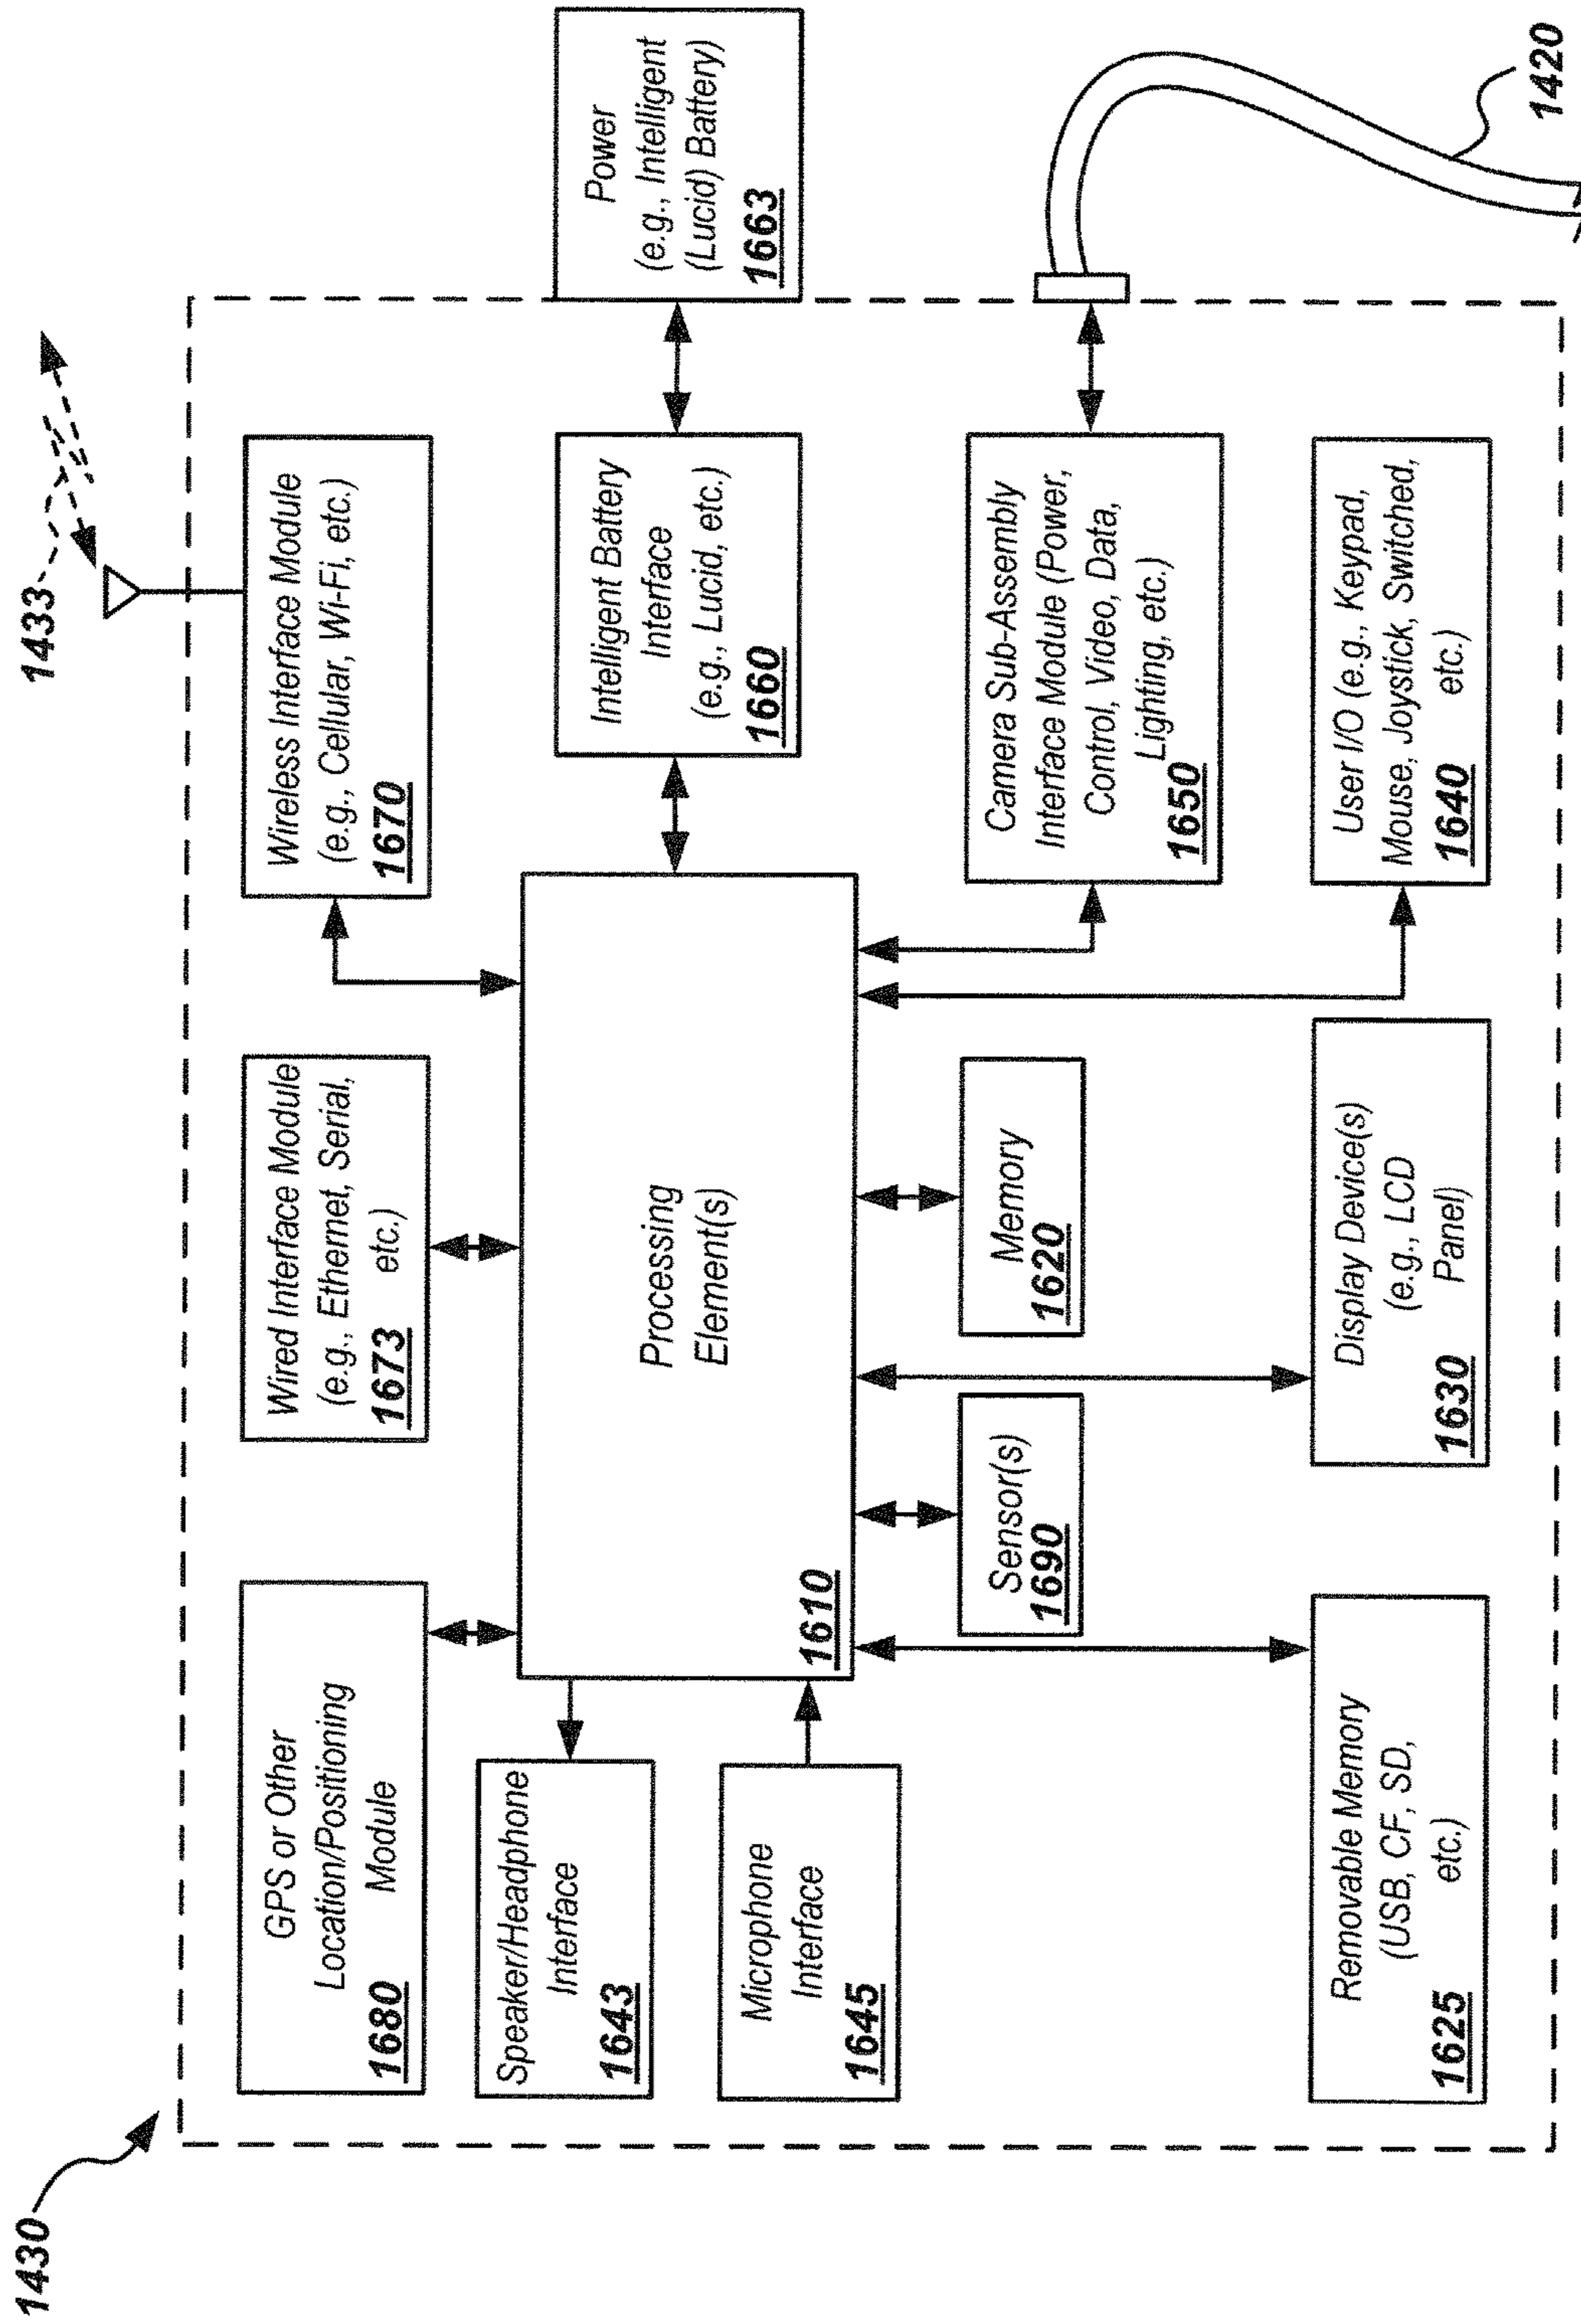 1430
1433
GPS or Other
Location/Positioning
Module
1680
Wired Interface Module
(e.g., Ethernet, Serial,
etc.)
1673
Wireless Interface Module
(e.g., Cellular, Wi-Fi, etc.)
1670
Speaker/Headphone
Interface
1643
Microphone
Interface
1645
Processing
Element(s)
1610
Intelligent Battery
Interface
(e.g., Lucid, etc.)
1660
Power
(e.g., Intelligent
(Lucid) Battery)
1663
Sensor(s)
1690
Memory
1620
Camera Sub-Assembly
Interface Module (Power,
Control, Video, Data,
Lighting, etc.)
1650
Removable Memory
(USB, CF, SD,
etc.)
1625
Display Device(s)
(e.g., LCD
Panel)
1630
User I/O (e.g., Keypad,
Mouse, Joystick, Switched,
etc.)
1640
1420